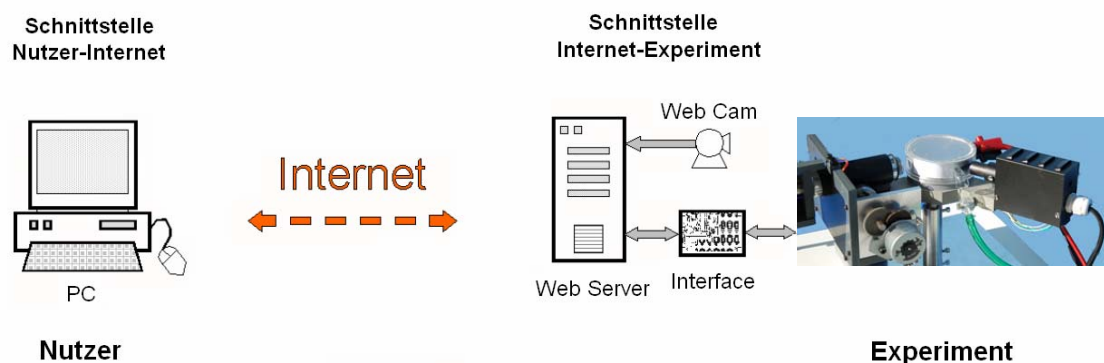 Schnittstelle
Nutzer-Internet
Schnittstelle
Internet-Experiment
Web Cam
Internet
PC
Web Server
Interface
Nutzer
Experiment